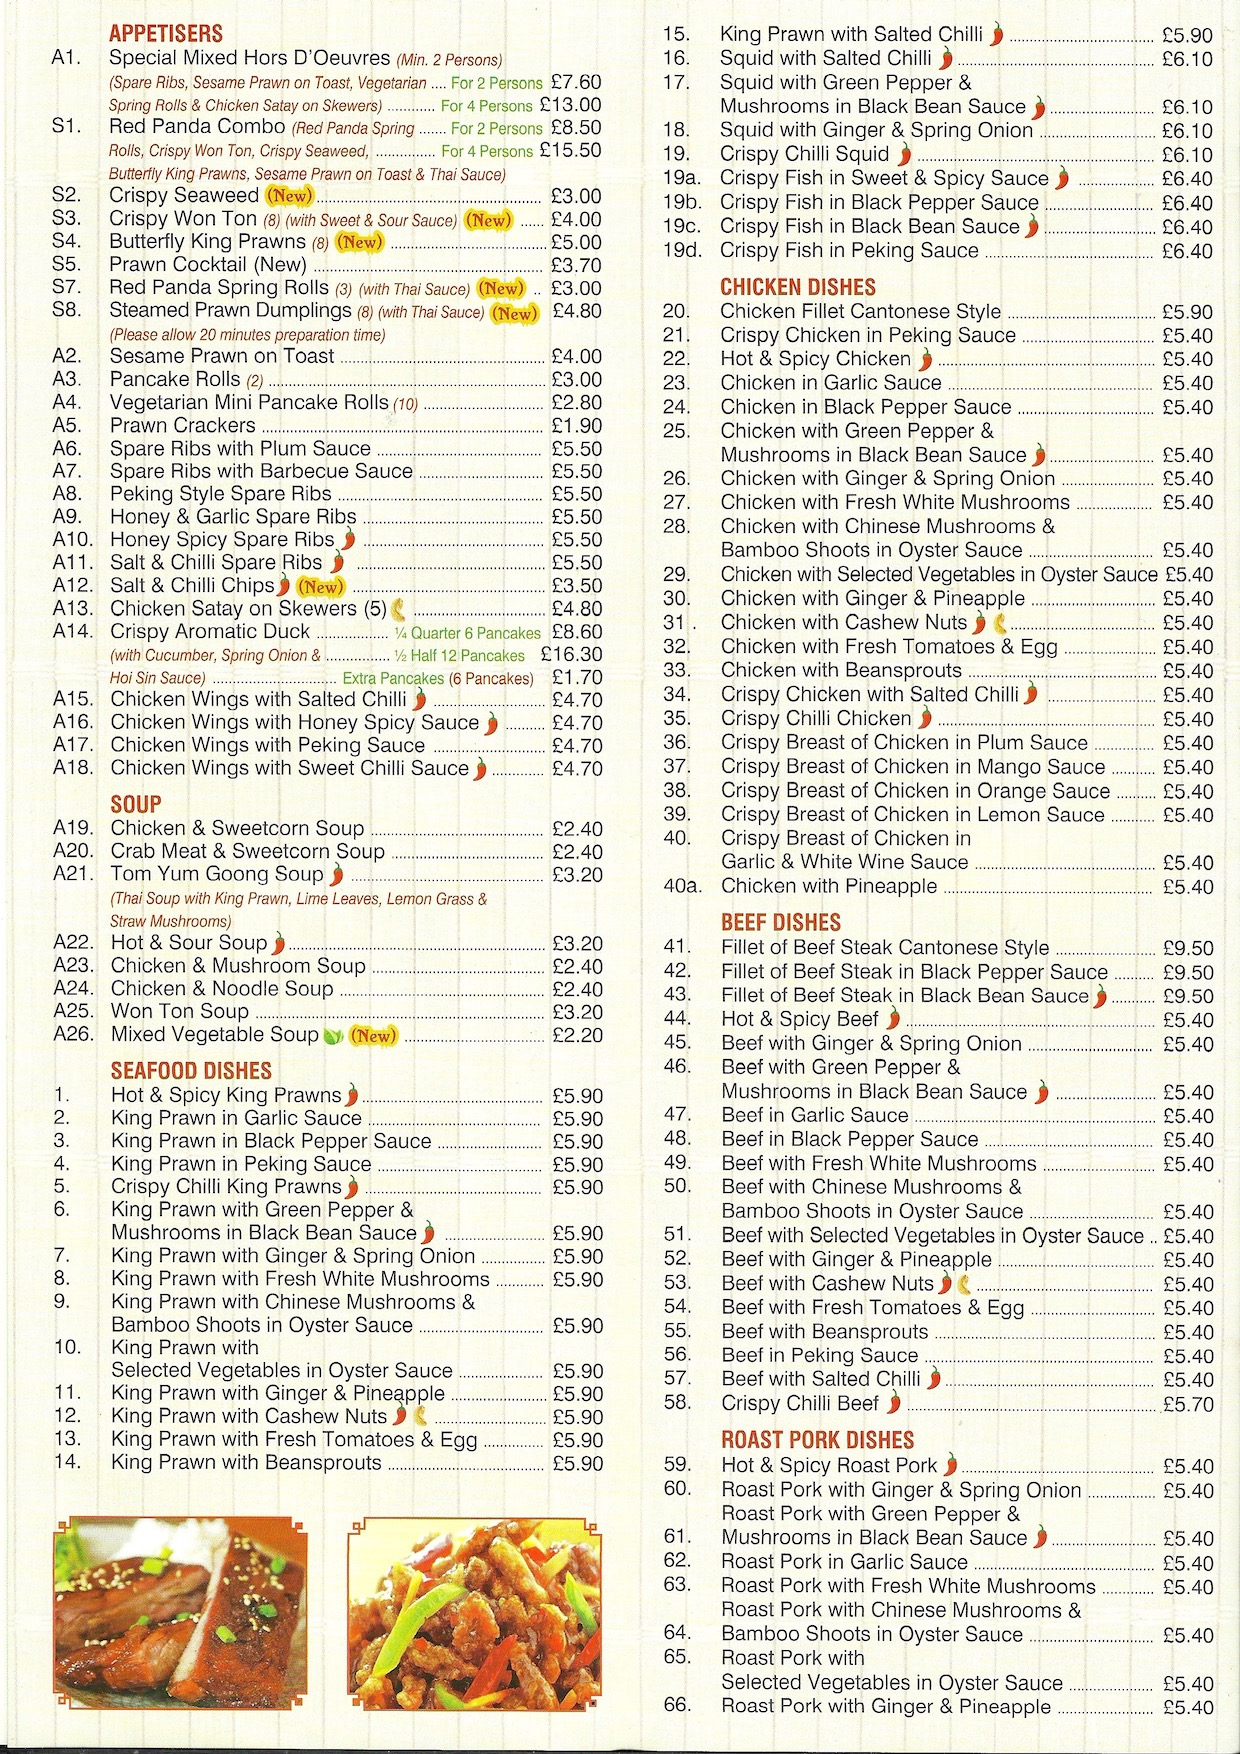 APPETISERS
A1. Special Mixed Hors D'Oeuvres (Min. 2 Persons)
(Spare Ribs, Sesame Prawn on Toast, Vegetarian .... For 2 Persons £7.60
Spring Rolls & Chicken Satay on Skewers) ............ For 4 Persons £13.00
S1. Red Panda Combo (Red Panda Spring ....... For 2 Persons £8.50
Rolls, Crispy Won Ton, Crispy Seaweed, ............... For 4 Persons £15.50
Butterfly King Prawns, Sesame Prawn on Toast & Thai Sauce)
S2. Crispy Seaweed (New) ........ £3.00
S3. Crispy Won Ton (8) (with Sweet & Sour Sauce) (New) ...... £4.00
S4. Butterfly King Prawns (8) (New) ........ £5.00
S5. Prawn Cocktail (New) ........ £3.70
S7. Red Panda Spring Rolls (3) (with Thai Sauce) (New) .. £3.00
S8. Steamed Prawn Dumplings (8) (with Thai Sauce) (New) £4.80
(Please allow 20 minutes preparation time)
A2. Sesame Prawn on Toast ........ £4.00
A3. Pancake Rolls (2) ........ £3.00
A4. Vegetarian Mini Pancake Rolls (10) ........ £2.80
A5. Prawn Crackers ........ £1.90
A6. Spare Ribs with Plum Sauce ........ £5.50
A7. Spare Ribs with Barbecue Sauce ........ £5.50
A8. Peking Style Spare Ribs ........ £5.50
A9. Honey & Garlic Spare Ribs ........ £5.50
A10. Honey Spicy Spare Ribs ........ £5.50
A11. Salt & Chilli Spare Ribs ........ £5.50
A12. Salt & Chilli Chips (New) ........ £3.50
A13. Chicken Satay on Skewers (5) ........ £4.80
A14. Crispy Aromatic Duck ........ ¼ Quarter 6 Pancakes £8.60
(with Cucumber, Spring Onion & ........ ½ Half 12 Pancakes £16.30
Hoi Sin Sauce) ........ Extra Pancakes (6 Pancakes) £1.70
A15. Chicken Wings with Salted Chilli ........ £4.70
A16. Chicken Wings with Honey Spicy Sauce ........ £4.70
A17. Chicken Wings with Peking Sauce ........ £4.70
A18. Chicken Wings with Sweet Chilli Sauce ........ £4.70
SOUP
A19. Chicken & Sweetcorn Soup ........ £2.40
A20. Crab Meat & Sweetcorn Soup ........ £2.40
A21. Tom Yum Goong Soup ........ £3.20
(Thai Soup with King Prawn, Lime Leaves, Lemon Grass &
Straw Mushrooms)
A22. Hot & Sour Soup ........ £3.20
A23. Chicken & Mushroom Soup ........ £2.40
A24. Chicken & Noodle Soup ........ £2.40
A25. Won Ton Soup ........ £3.20
A26. Mixed Vegetable Soup (New) ........ £2.20
SEAFOOD DISHES
1. Hot & Spicy King Prawns ........ £5.90
2. King Prawn in Garlic Sauce ........ £5.90
3. King Prawn in Black Pepper Sauce ........ £5.90
4. King Prawn in Peking Sauce ........ £5.90
5. Crispy Chilli King Prawns ........ £5.90
6. King Prawn with Green Pepper &
Mushrooms in Black Bean Sauce ........ £5.90
7. King Prawn with Ginger & Spring Onion ........ £5.90
8. King Prawn with Fresh White Mushrooms ........ £5.90
9. King Prawn with Chinese Mushrooms &
Bamboo Shoots in Oyster Sauce ........ £5.90
10. King Prawn with
Selected Vegetables in Oyster Sauce ........ £5.90
11. King Prawn with Ginger & Pineapple ........ £5.90
12. King Prawn with Cashew Nuts ........ £5.90
13. King Prawn with Fresh Tomatoes & Egg ........ £5.90
14. King Prawn with Beansprouts ........ £5.90
15. King Prawn with Salted Chilli ........ £5.90
16. Squid with Salted Chilli ........ £6.10
17. Squid with Green Pepper &
Mushrooms in Black Bean Sauce ........ £6.10
18. Squid with Ginger & Spring Onion ........ £6.10
19. Crispy Chilli Squid ........ £6.10
19a. Crispy Fish in Sweet & Spicy Sauce ........ £6.40
19b. Crispy Fish in Black Pepper Sauce ........ £6.40
19c. Crispy Fish in Black Bean Sauce ........ £6.40
19d. Crispy Fish in Peking Sauce ........ £6.40
CHICKEN DISHES
20. Chicken Fillet Cantonese Style ........ £5.90
21. Crispy Chicken in Peking Sauce ........ £5.40
22. Hot & Spicy Chicken ........ £5.40
23. Chicken in Garlic Sauce ........ £5.40
24. Chicken in Black Pepper Sauce ........ £5.40
25. Chicken with Green Pepper &
Mushrooms in Black Bean Sauce ........ £5.40
26. Chicken with Ginger & Spring Onion ........ £5.40
27. Chicken with Fresh White Mushrooms ........ £5.40
28. Chicken with Chinese Mushrooms &
Bamboo Shoots in Oyster Sauce ........ £5.40
29. Chicken with Selected Vegetables in Oyster Sauce £5.40
30. Chicken with Ginger & Pineapple ........ £5.40
31 . Chicken with Cashew Nuts ........ £5.40
32. Chicken with Fresh Tomatoes & Egg ........ £5.40
33. Chicken with Beansprouts ........ £5.40
34. Crispy Chicken with Salted Chilli ........ £5.40
35. Crispy Chilli Chicken ........ £5.40
36. Crispy Breast of Chicken in Plum Sauce ........ £5.40
37. Crispy Breast of Chicken in Mango Sauce ........ £5.40
38. Crispy Breast of Chicken in Orange Sauce ........ £5.40
39. Crispy Breast of Chicken in Lemon Sauce ........ £5.40
40. Crispy Breast of Chicken in
Garlic & White Wine Sauce ........ £5.40
40a. Chicken with Pineapple ........ £5.40
BEEF DISHES
41. Fillet of Beef Steak Cantonese Style ........ £9.50
42. Fillet of Beef Steak in Black Pepper Sauce ........ £9.50
43. Fillet of Beef Steak in Black Bean Sauce ........ £9.50
44. Hot & Spicy Beef ........ £5.40
45. Beef with Ginger & Spring Onion ........ £5.40
46. Beef with Green Pepper &
Mushrooms in Black Bean Sauce ........ £5.40
47. Beef in Garlic Sauce ........ £5.40
48. Beef in Black Pepper Sauce ........ £5.40
49. Beef with Fresh White Mushrooms ........ £5.40
50. Beef with Chinese Mushrooms &
Bamboo Shoots in Oyster Sauce ........ £5.40
51. Beef with Selected Vegetables in Oyster Sauce .. £5.40
52. Beef with Ginger & Pineapple ........ £5.40
53. Beef with Cashew Nuts ........ £5.40
54. Beef with Fresh Tomatoes & Egg ........ £5.40
55. Beef with Beansprouts ........ £5.40
56. Beef in Peking Sauce ........ £5.40
57. Beef with Salted Chilli ........ £5.40
58. Crispy Chilli Beef ........ £5.70
ROAST PORK DISHES
59. Hot & Spicy Roast Pork ........ £5.40
60. Roast Pork with Ginger & Spring Onion ........ £5.40
Roast Pork with Green Pepper &
61. Mushrooms in Black Bean Sauce ........ £5.40
62. Roast Pork in Garlic Sauce ........ £5.40
63. Roast Pork with Fresh White Mushrooms ........ £5.40
Roast Pork with Chinese Mushrooms &
64. Bamboo Shoots in Oyster Sauce ........ £5.40
65. Roast Pork with
Selected Vegetables in Oyster Sauce ........ £5.40
66. Roast Pork with Ginger & Pineapple ........ £5.40